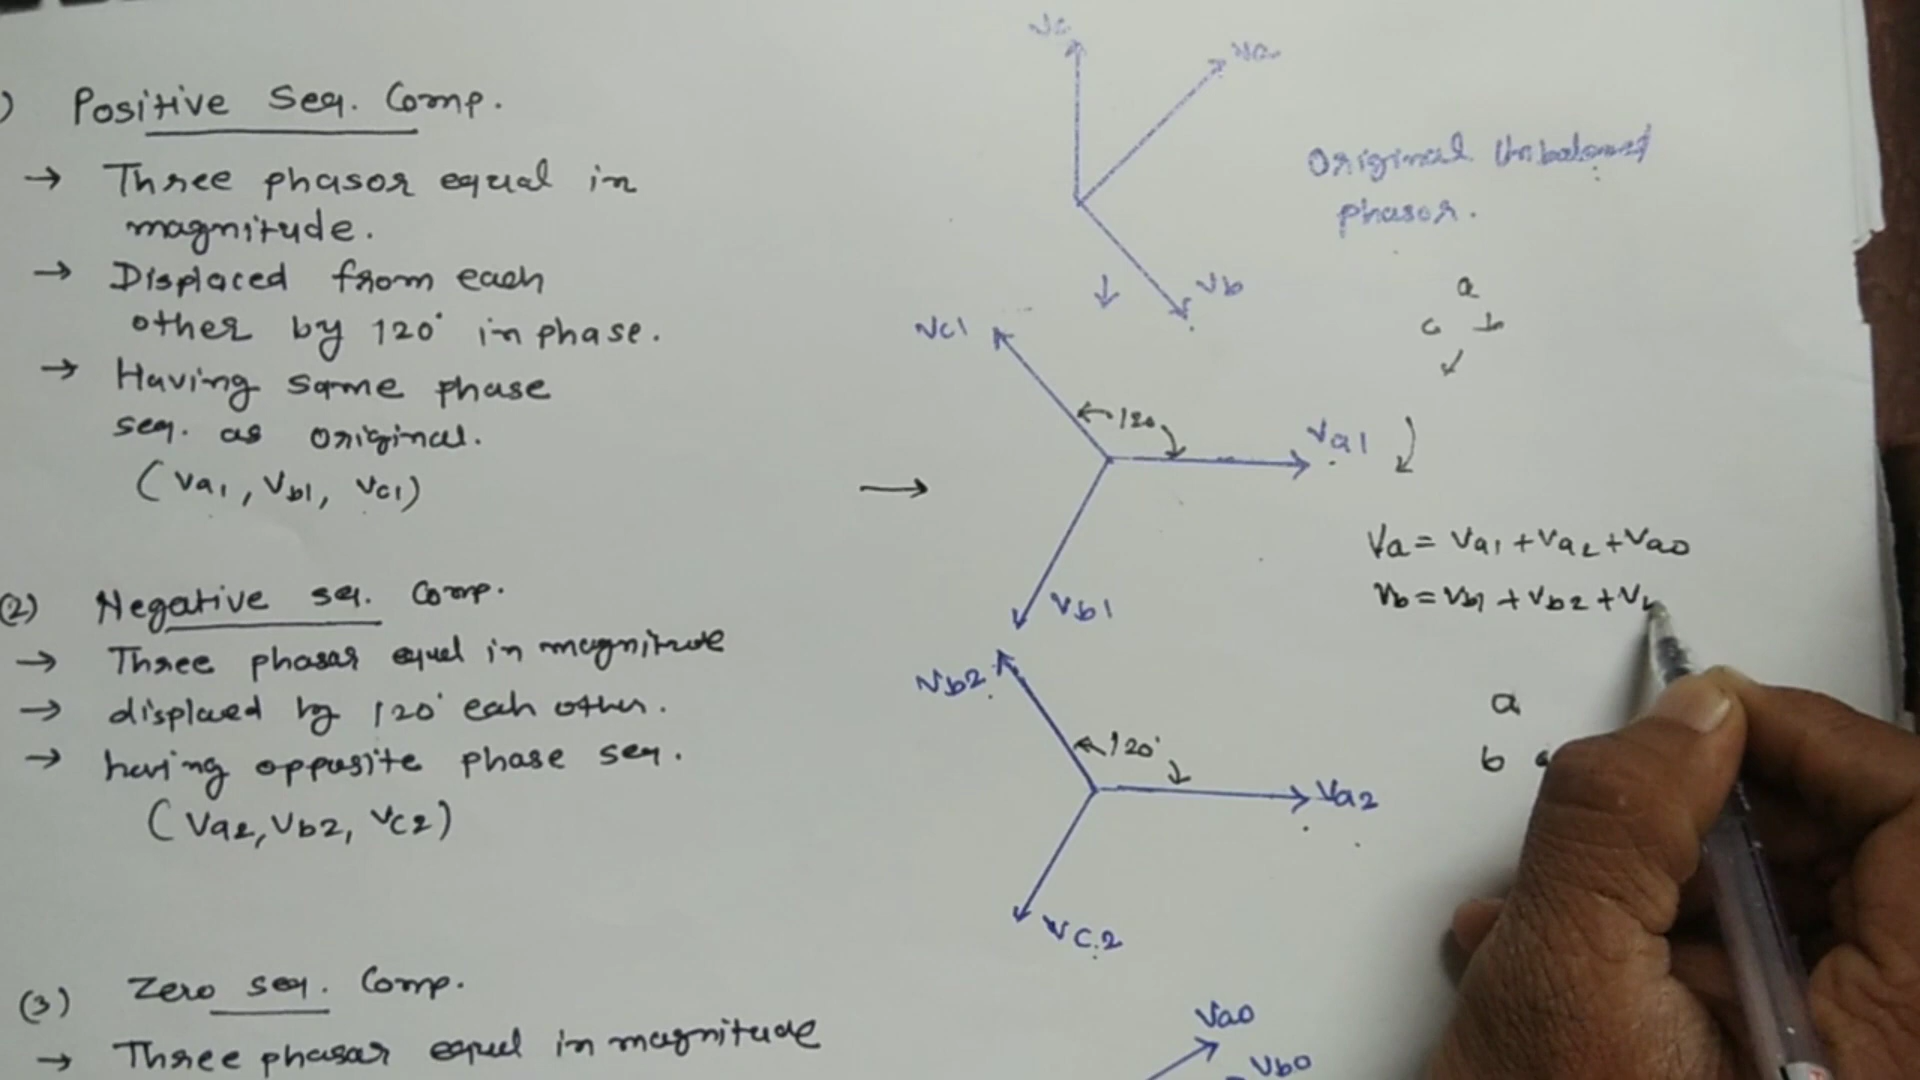 ) Positive Seq. Comp.
→ Three phasor equal in
magnitude.
→ Displaced from each
other by 120° in phase.
→ Having same phase
seq. as original.
(Va1, Vb1, Vc1)
(2) Negative seq. Comp.
→ Three phasor equal in magnitude
→ displaced by 120° each other.
→ having opposite phase seq.
(Va2, Vb2, Vc2)
(3) Zero seq. Comp.
→ Three phasor equal in magnitude
Vc
Va
Vb
Original Unbalanced
phasor.
a
c b
Vc1
120
Va1
Vb1
Va = Va1 + Va2 + Va0
Vb = Vb1 + Vb2 + V
Vb2
120°
Va2
Vc2
a
b
Va0
Vb0